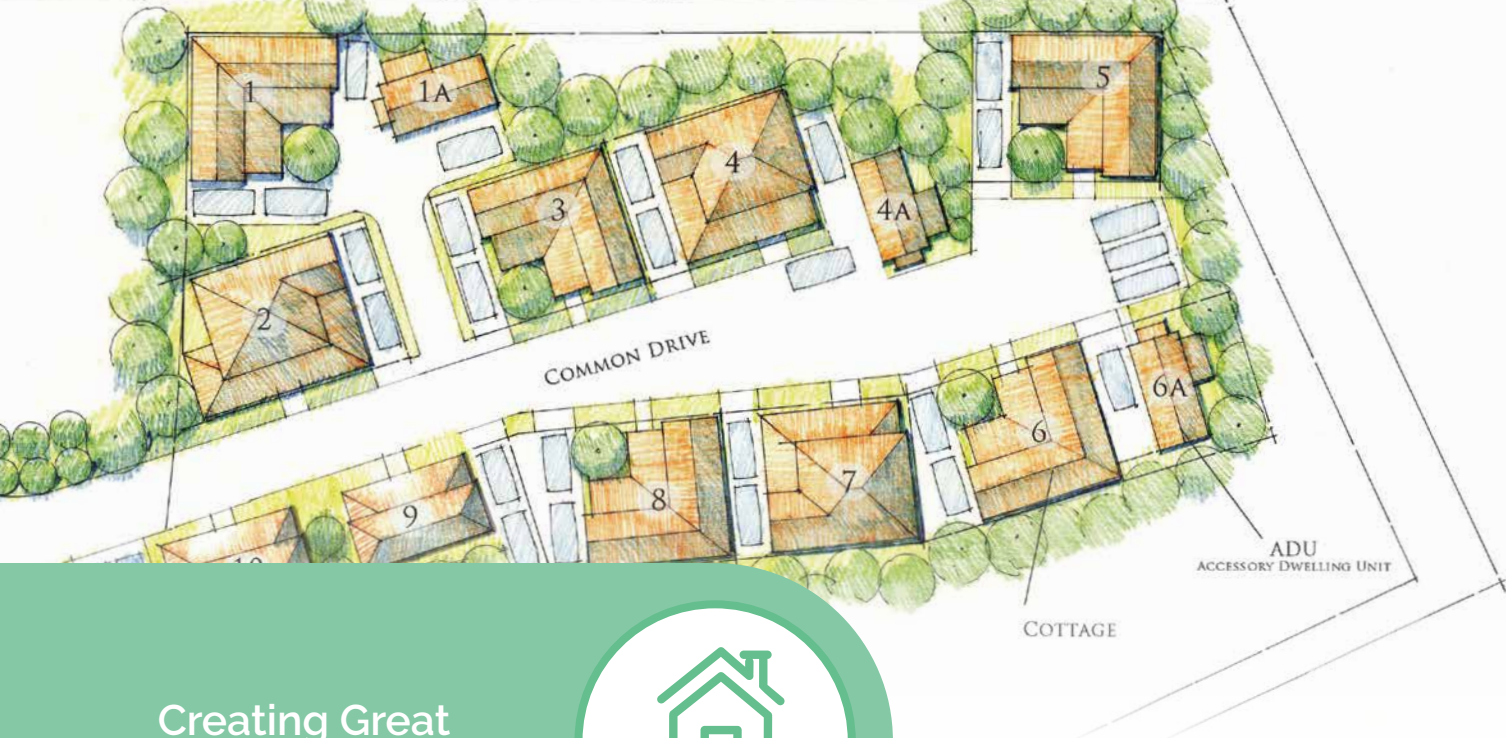 1
1A
5
4
3
4A
2
COMMON DRIVE
6A
6
7
8
9
10
ADU
ACCESSORY DWELLING UNIT
COTTAGE
Creating Great